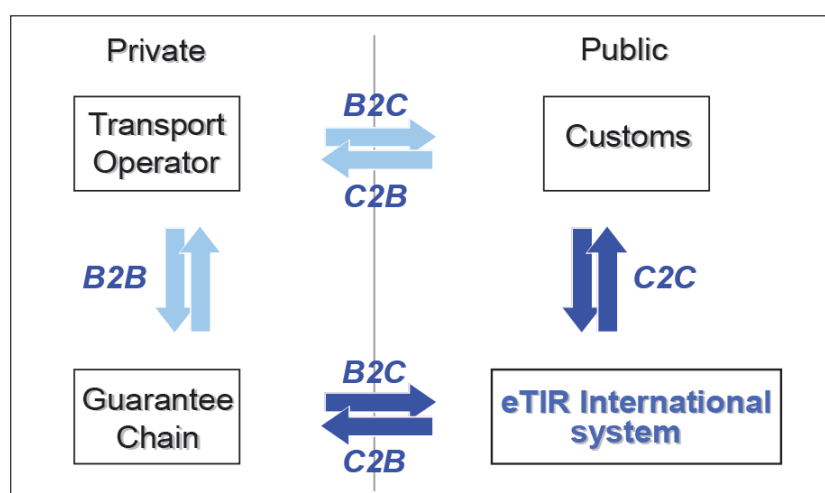 Private
Public
Transport
Operator
B2C
C2B
Customs
B2B
C2C
Guarantee
Chain
B2C
C2B
eTIR International
system